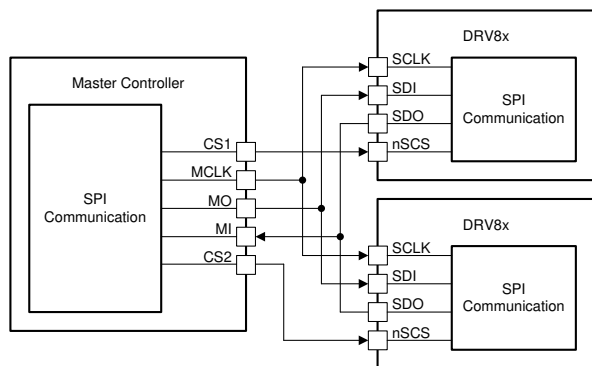 Master Controller
SPI
Communication
CS1
MCLK
MO
MI
CS2
DRV8x
SCLK
SDI
SDO
nSCS
SPI
Communication
DRV8x
SCLK
SDI
SDO
nSCS
SPI
Communication